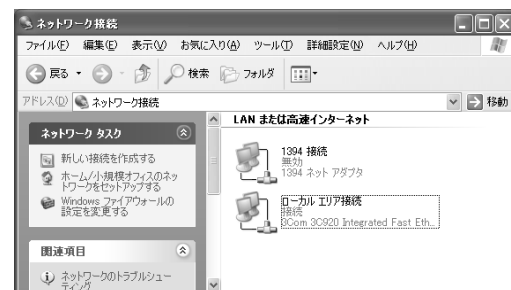 ネットワーク接続
ファイル(F) 編集(E) 表示(V) お気に入り(A) ツール(T) 詳細設定(N) ヘルプ(H)
戻る 検索 フォルダ
アドレス(D) ネットワーク接続 移動
ネットワーク タスク
新しい接続を作成する
ホーム/小規模オフィスのネッ
トワークをセットアップする
Windows ファイアウォールの
設定を変更する
関連項目
ネットワークのトラブルシュー
ティング
LAN または高速インターネット
1394 接続
無効
1394 ネット アダプタ
ローカル エリア接続
接続
3Com 3C920 Integrated Fast Eth...